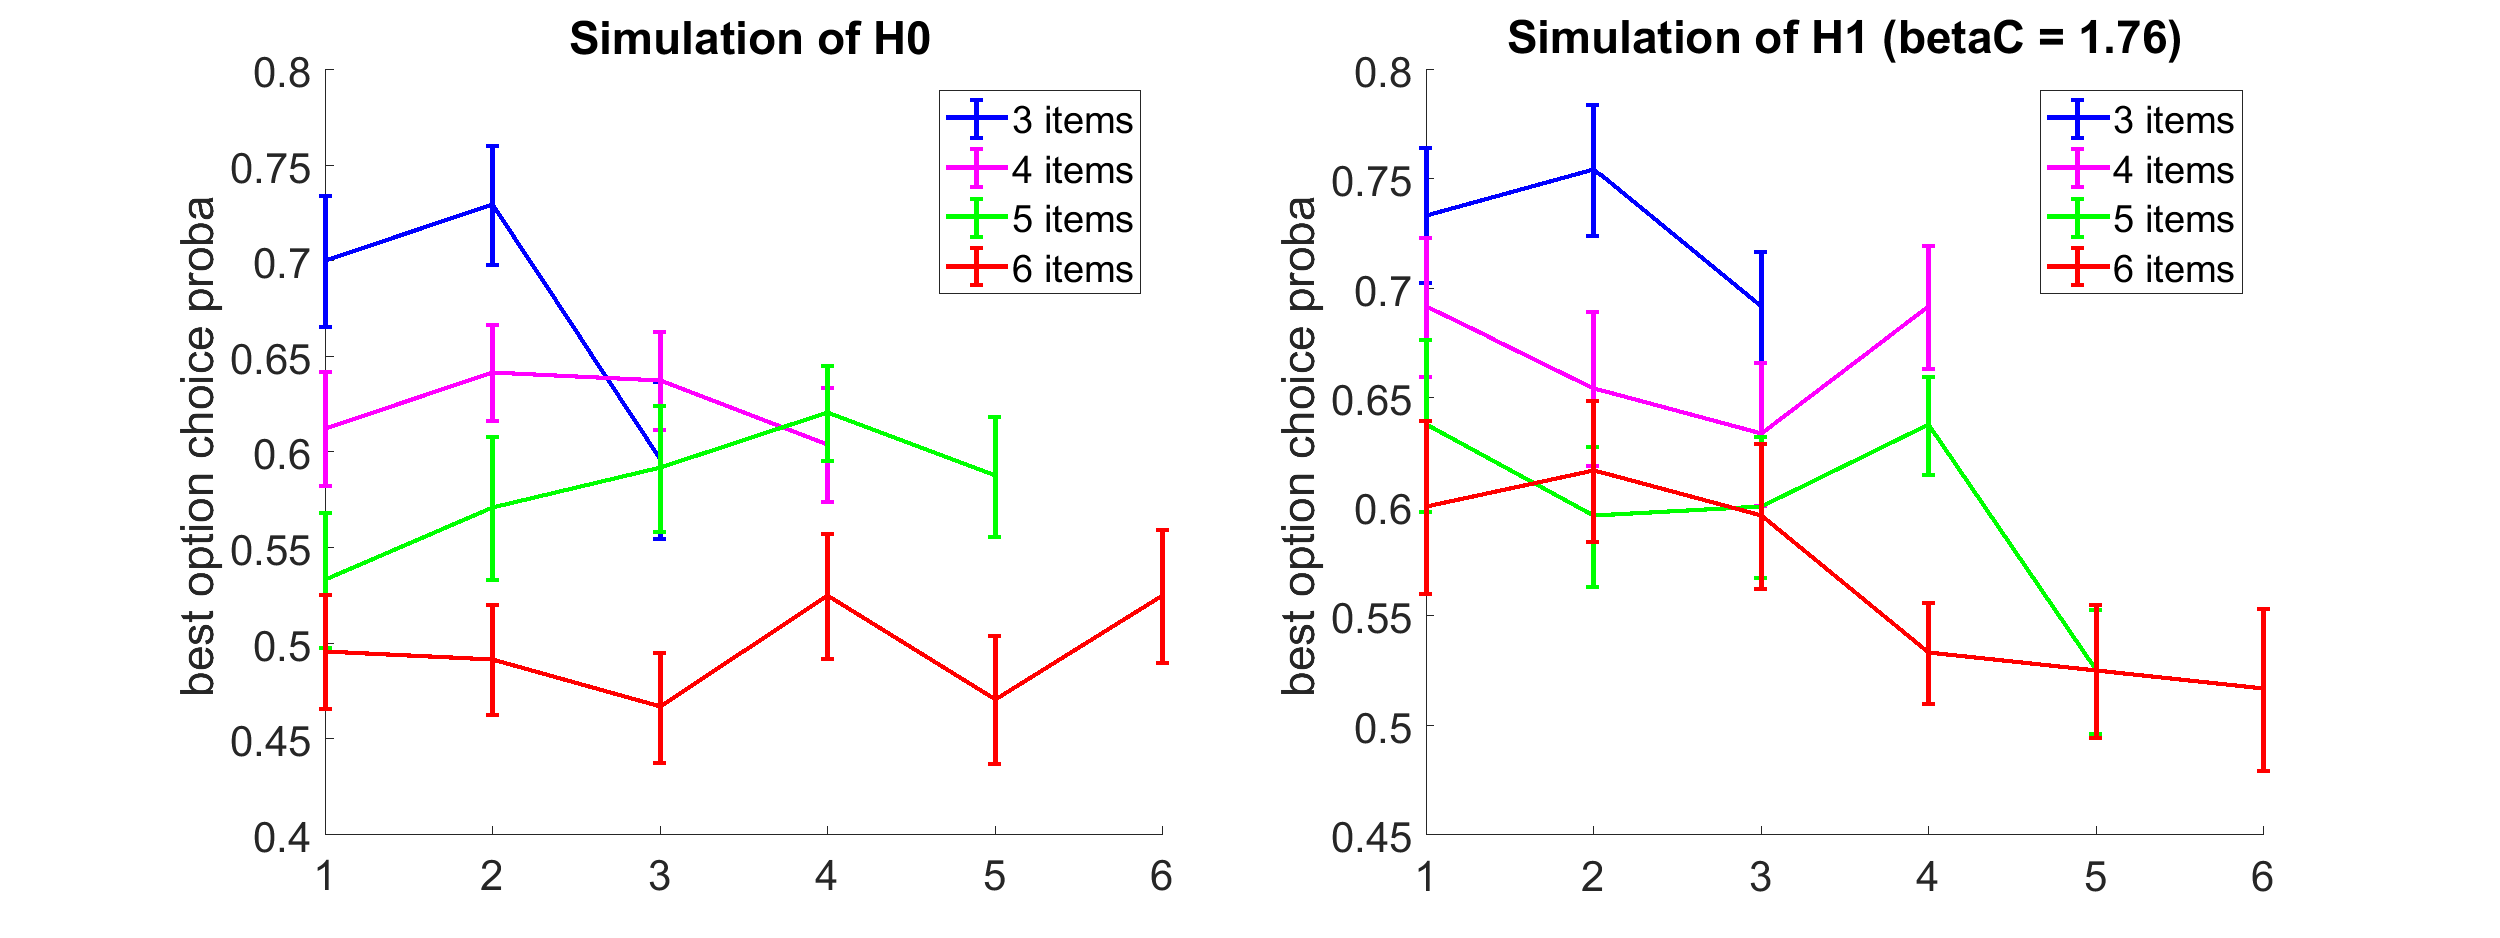 Simulation of H0
best option choice proba
0.8
0.75
0.7
0.65
0.6
0.55
0.5
0.45
0.4
1 2 3 4 5 6
3 items
4 items
5 items
6 items
Simulation of H1 (betaC = 1.76)
best option choice proba
0.8
0.75
0.7
0.65
0.6
0.55
0.5
0.45
1 2 3 4 5 6
3 items
4 items
5 items
6 items